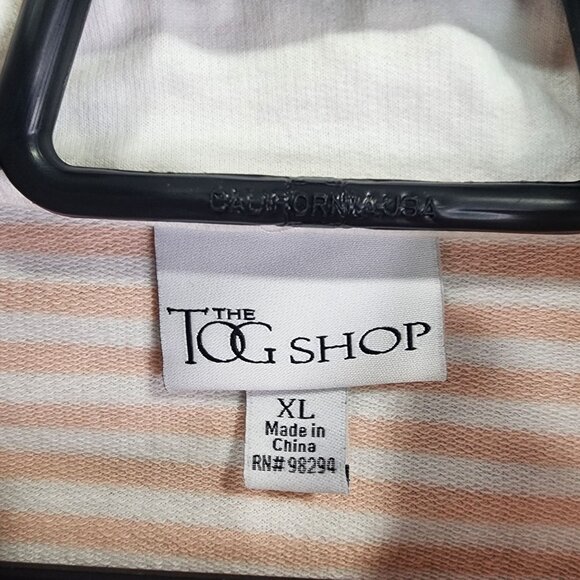 CALIFORNIA USA
THE
TOG SHOP
XL
Made in
China
RN# 98294